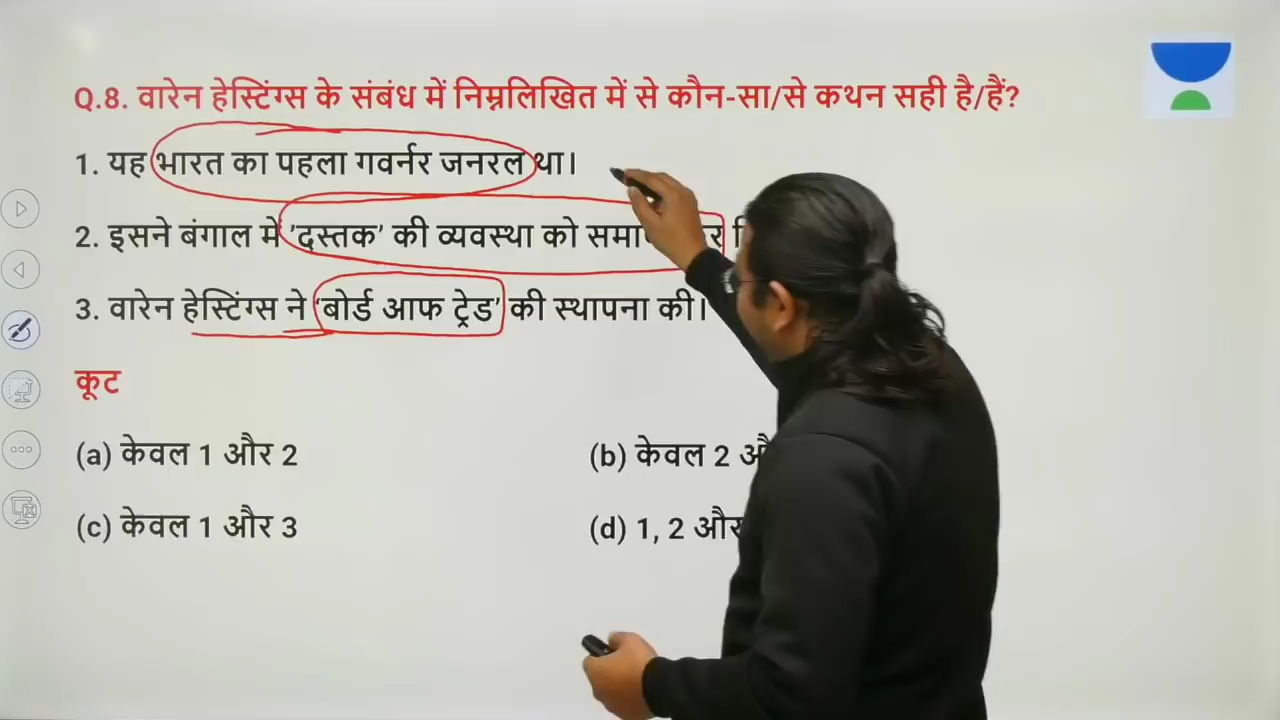 Q.8. वारेन हेस्टिंग्स के संबंध में निम्नलिखित में से कौन-सा/से कथन सही है/हैं?
1. यह भारत का पहला गवर्नर जनरल था।
2. इसने बंगाल में 'दस्तक' की व्यवस्था को
3. वारेन हेस्टिंग्स ने 'बोर्ड आफ ट्रेड' की स्थापना की।
कूट
(a) केवल 1 और 2
(b) केवल 2
(c) केवल 1 और 3
(d) 1, 2 और